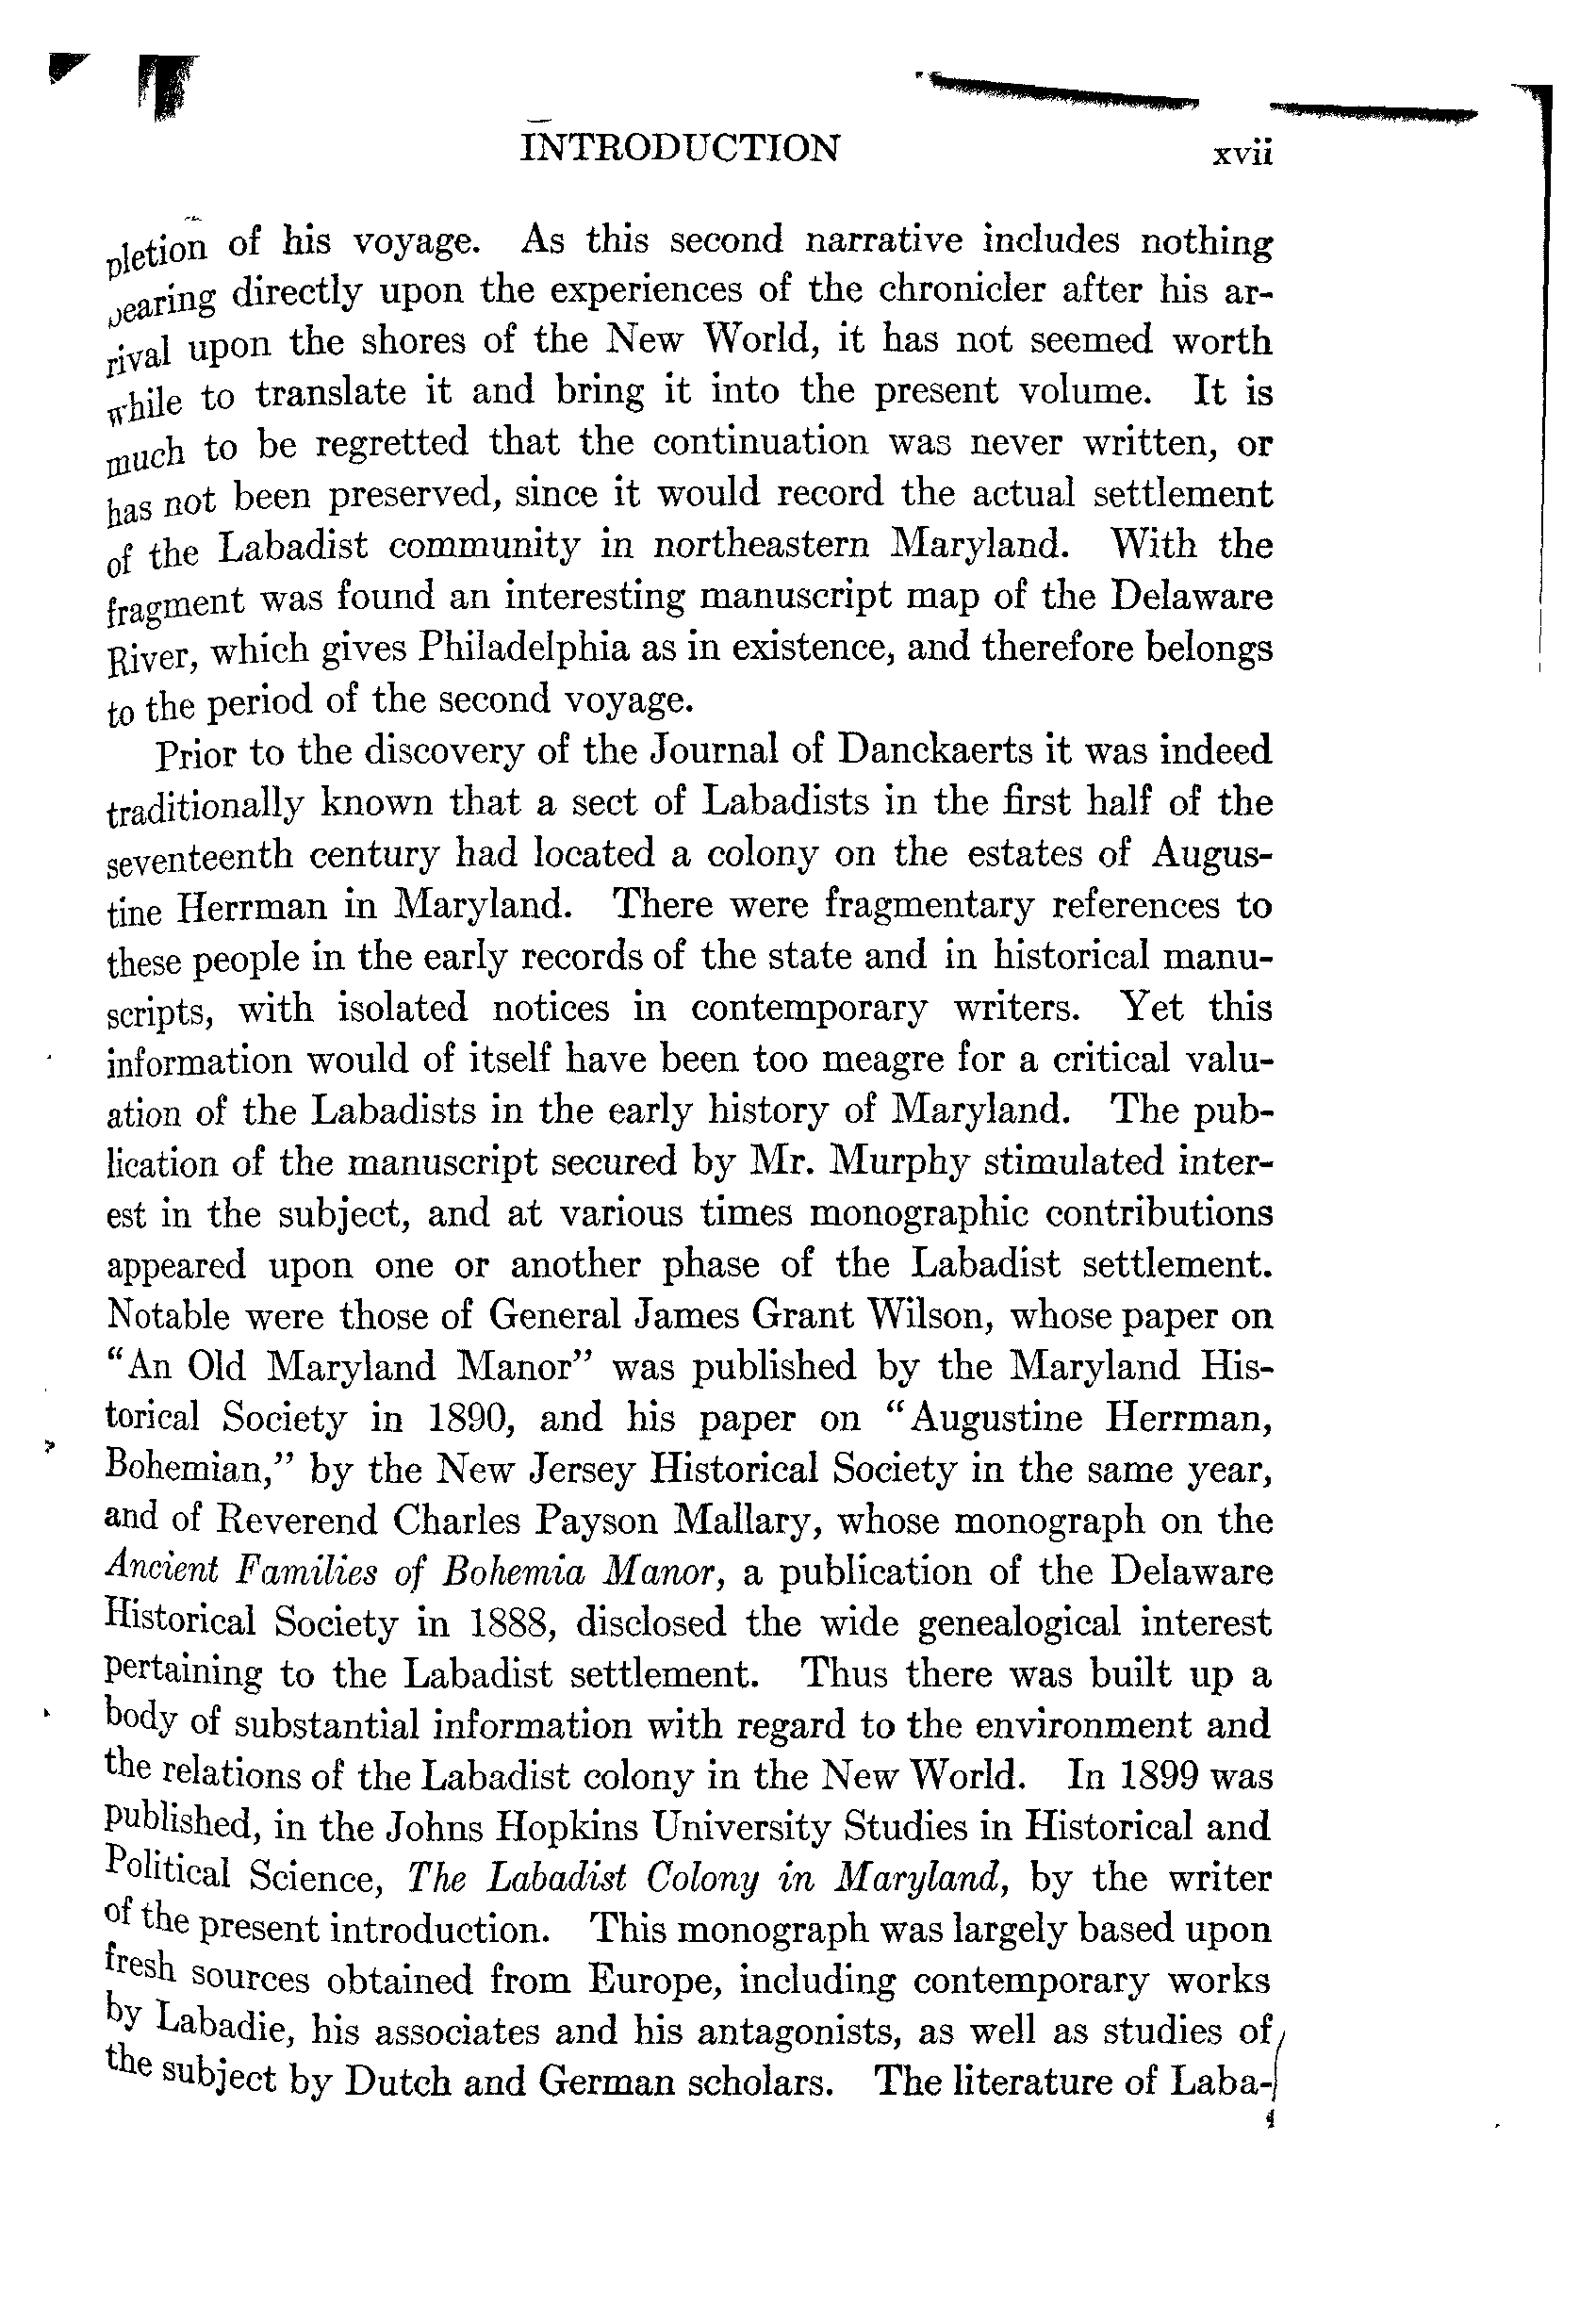 INTRODUCTION xvii
pletion of his voyage. As this second narrative includes nothing
bearing directly upon the experiences of the chronicler after his ar-
rival upon the shores of the New World, it has not seemed worth
while to translate it and bring it into the present volume. It is
much to be regretted that the continuation was never written, or
has not been preserved, since it would record the actual settlement
of the Labadist community in northeastern Maryland. With the
fragment was found an interesting manuscript map of the Delaware
River, which gives Philadelphia as in existence, and therefore belongs
to the period of the second voyage.
Prior to the discovery of the Journal of Danckaerts it was indeed
traditionally known that a sect of Labadists in the first half of the
seventeenth century had located a colony on the estates of Augus-
tine Herrman in Maryland. There were fragmentary references to
these people in the early records of the state and in historical manu-
scripts, with isolated notices in contemporary writers. Yet this
information would of itself have been too meagre for a critical valu-
ation of the Labadists in the early history of Maryland. The pub-
lication of the manuscript secured by Mr. Murphy stimulated inter-
est in the subject, and at various times monographic contributions
appeared upon one or another phase of the Labadist settlement.
Notable were those of General James Grant Wilson, whose paper on
"An Old Maryland Manor" was published by the Maryland His-
torical Society in 1890, and his paper on "Augustine Herrman,
Bohemian," by the New Jersey Historical Society in the same year,
and of Reverend Charles Payson Mallary, whose monograph on the
Ancient Families of Bohemia Manor, a publication of the Delaware
Historical Society in 1888, disclosed the wide genealogical interest
pertaining to the Labadist settlement. Thus there was built up a
body of substantial information with regard to the environment and
the relations of the Labadist colony in the New World. In 1899 was
published, in the Johns Hopkins University Studies in Historical and
Political Science, The Labadist Colony in Maryland, by the writer
of the present introduction. This monograph was largely based upon
fresh sources obtained from Europe, including contemporary works
by Labadie, his associates and his antagonists, as well as studies of
the subject by Dutch and German scholars. The literature of Laba-